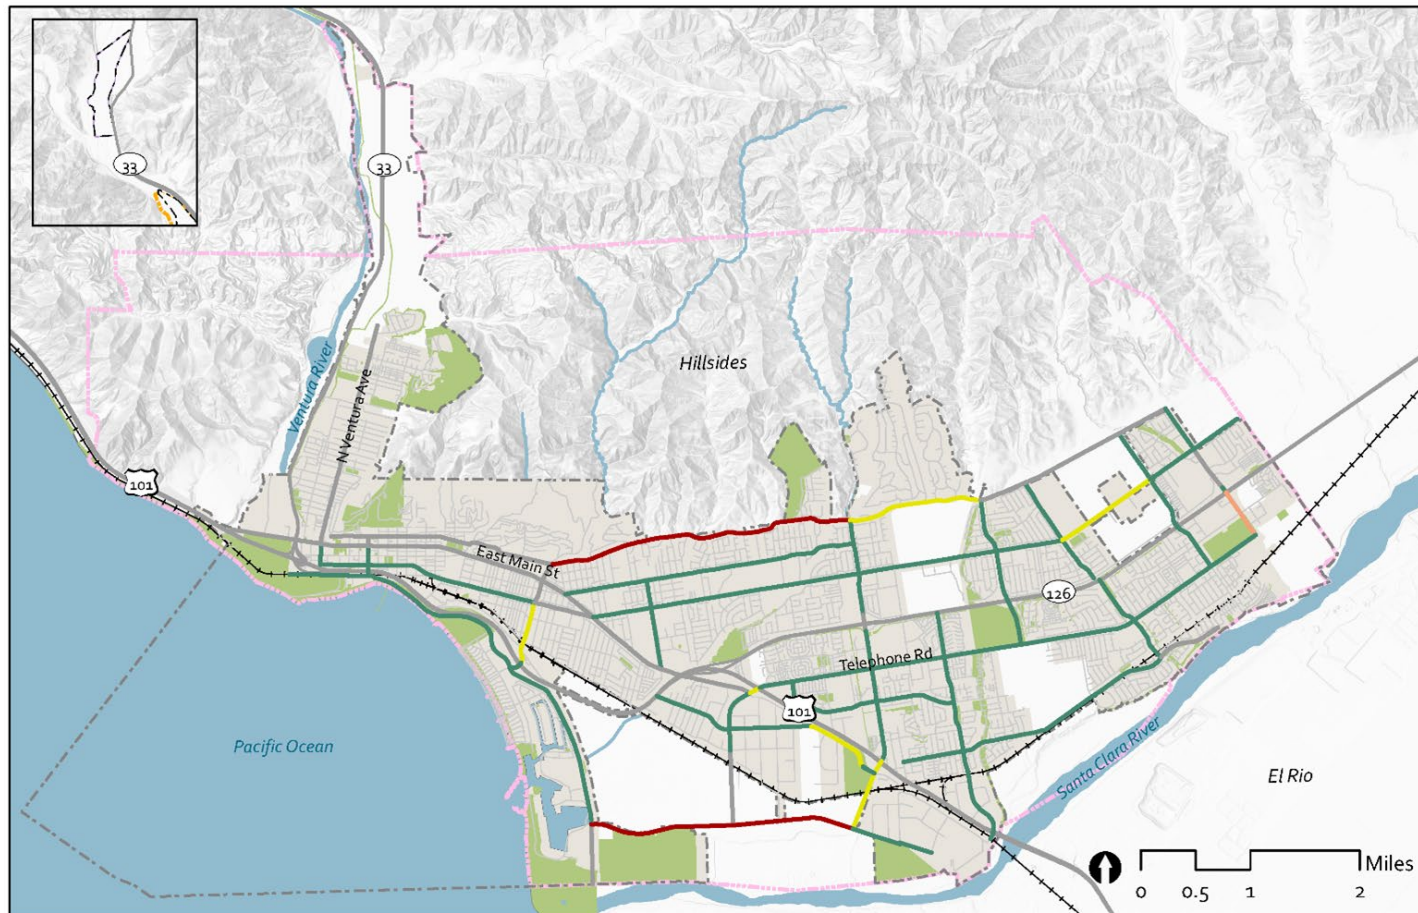 33
33
Ventura River
N Ventura Ave
Hillsides
101
East Main St
126
Telephone Rd
101
Pacific Ocean
Santa Clara River
El Rio
Miles
0 0.5 1 2